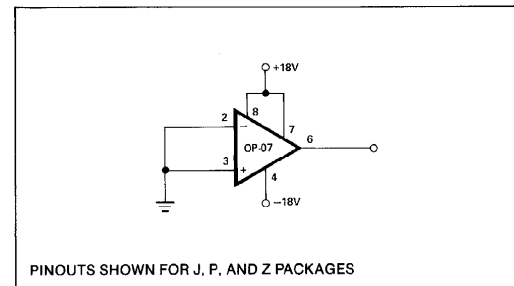 +18V
2
8
−
7
OP-07
6
3
+
4
−18V
PINOUTS SHOWN FOR J, P, AND Z PACKAGES